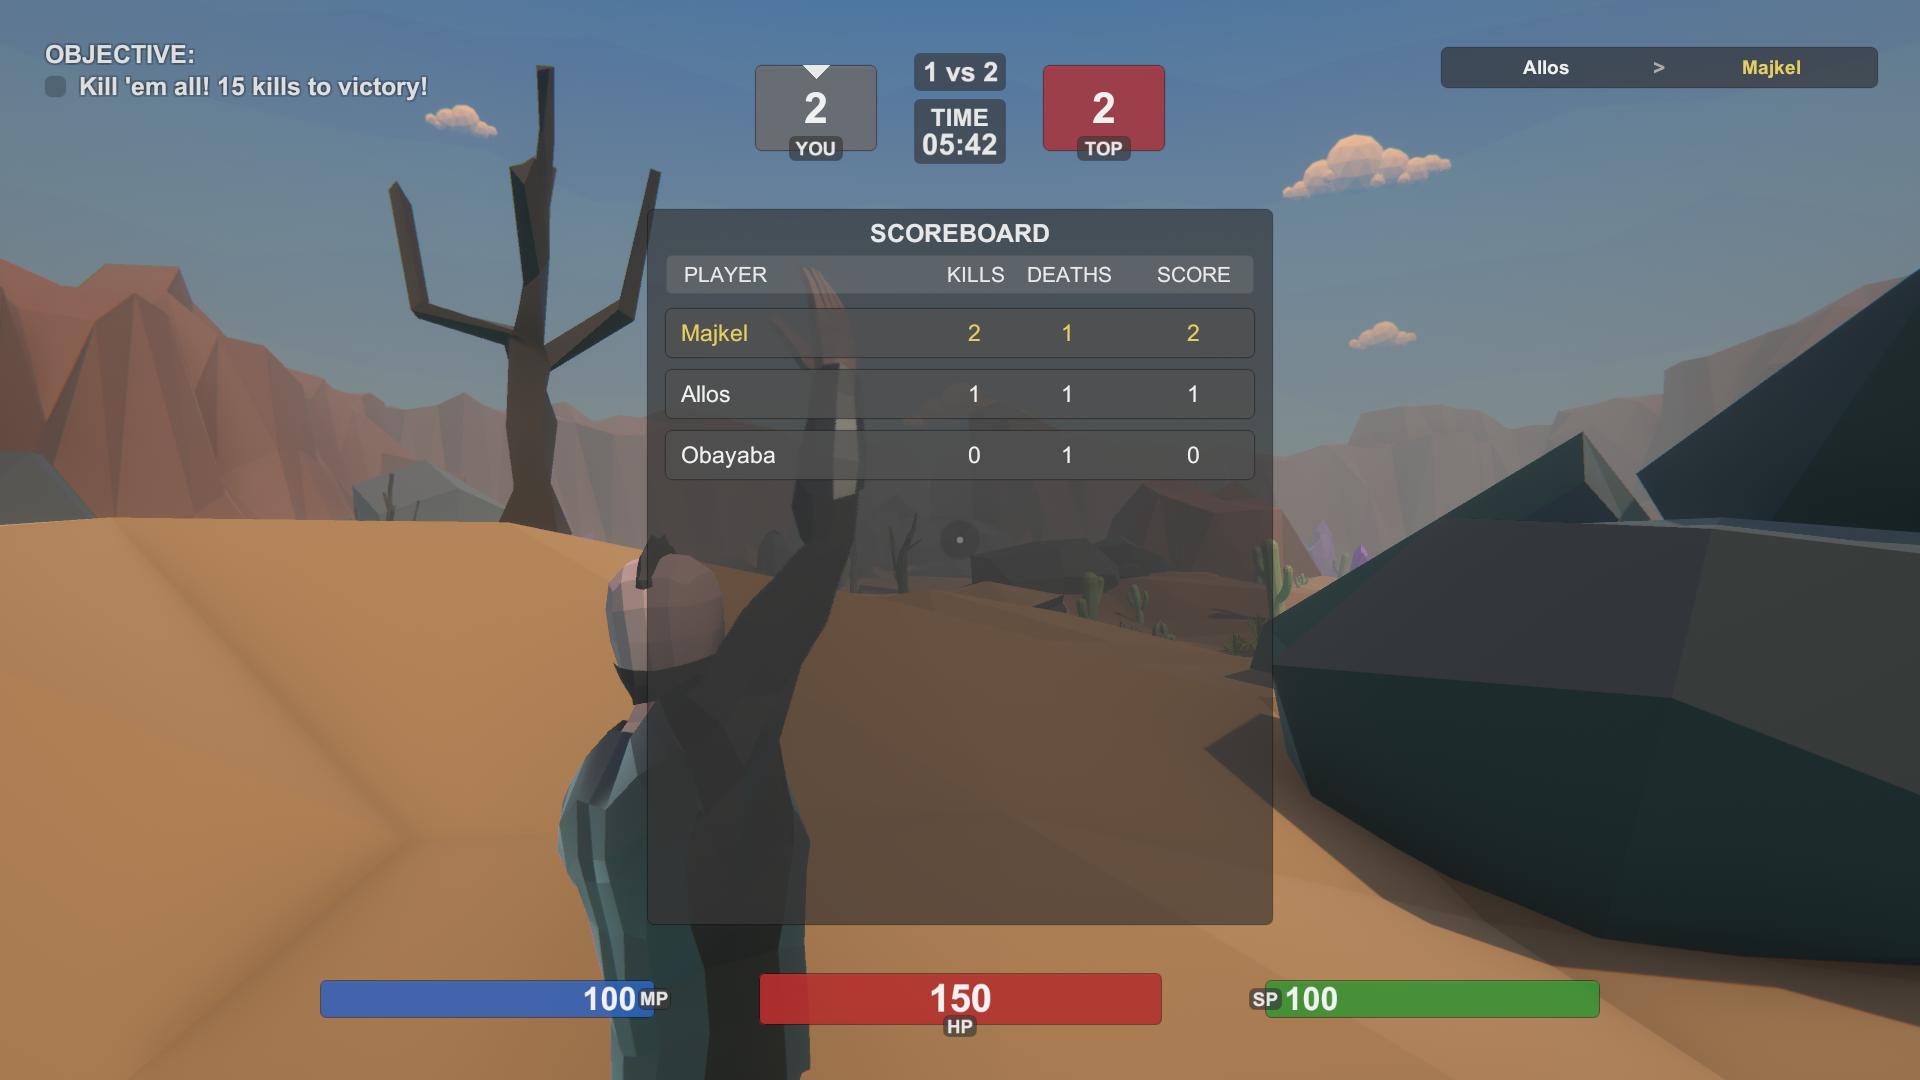 OBJECTIVE:
Kill 'em all! 15 kills to victory!
2
YOU
1 vs 2
TIME
05:42
2
TOP
Allos > Majkel
SCOREBOARD
PLAYER KILLS DEATHS SCORE
Majkel 2 1 2
Allos 1 1 1
Obayaba 0 1 0
100 MP
150
HP
SP 100